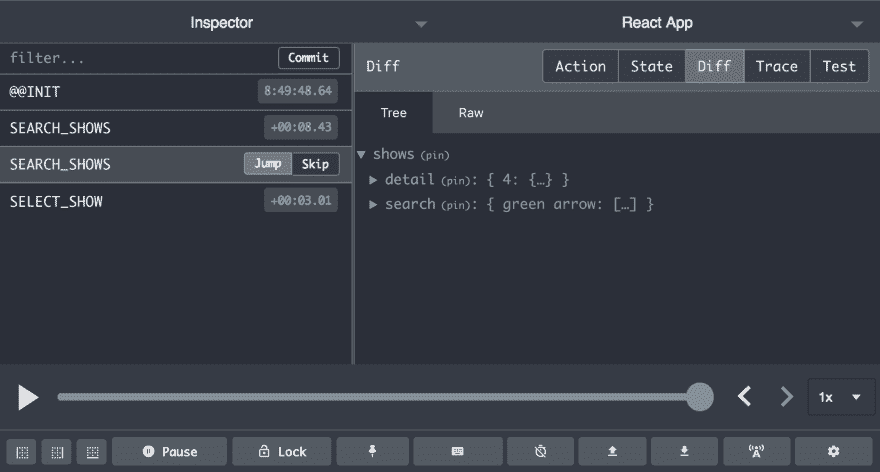 Inspector
React App
filter...
Commit
@@INIT
8:49:48.64
SEARCH_SHOWS
+00:08.43
SEARCH_SHOWS
Jump
Skip
SELECT_SHOW
+00:03.01
Diff
Action
State
Diff
Trace
Test
Tree
Raw
shows (pin)
detail (pin): { 4: {…} }
search (pin): { green arrow: […] }
1x
Pause
Lock